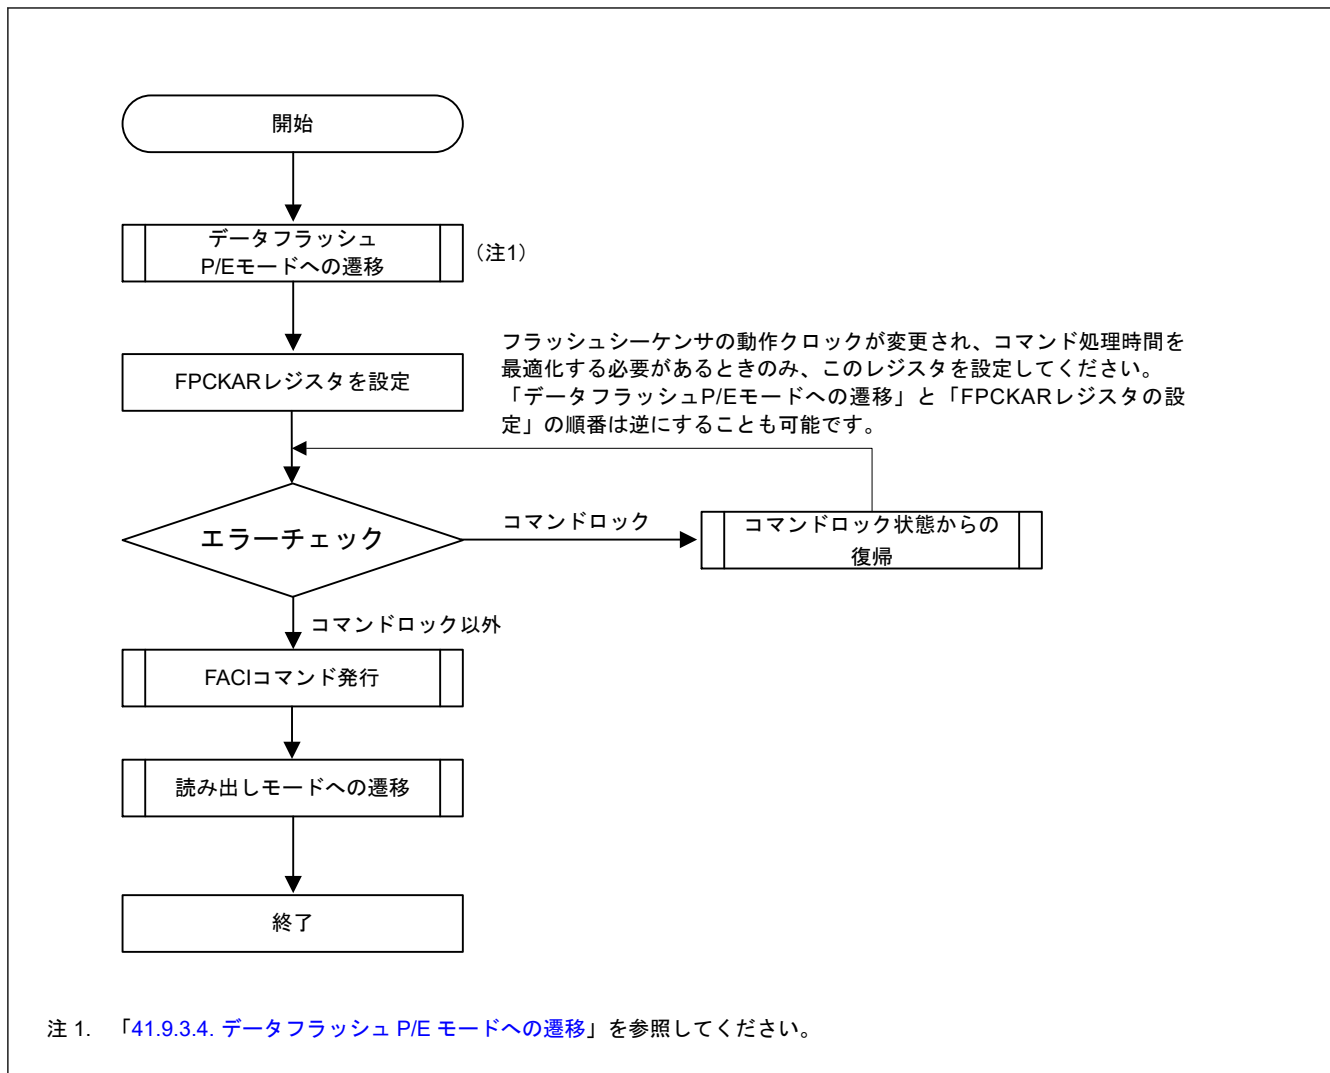 開始
データフラッシュ
P/Eモードへの遷移
（注1）
FPCKARレジスタを設定
フラッシュシーケンサの動作クロックが変更され、コマンド処理時間を
最適化する必要があるときのみ、このレジスタを設定してください。
「データフラッシュP/Eモードへの遷移」と「FPCKARレジスタの設
定」の順番は逆にすることも可能です。
エラーチェック
コマンドロック
コマンドロック状態からの
復帰
コマンドロック以外
FACIコマンド発行
読み出しモードへの遷移
終了
注 1. 「41.9.3.4. データフラッシュ P/E モードへの遷移」を参照してください。